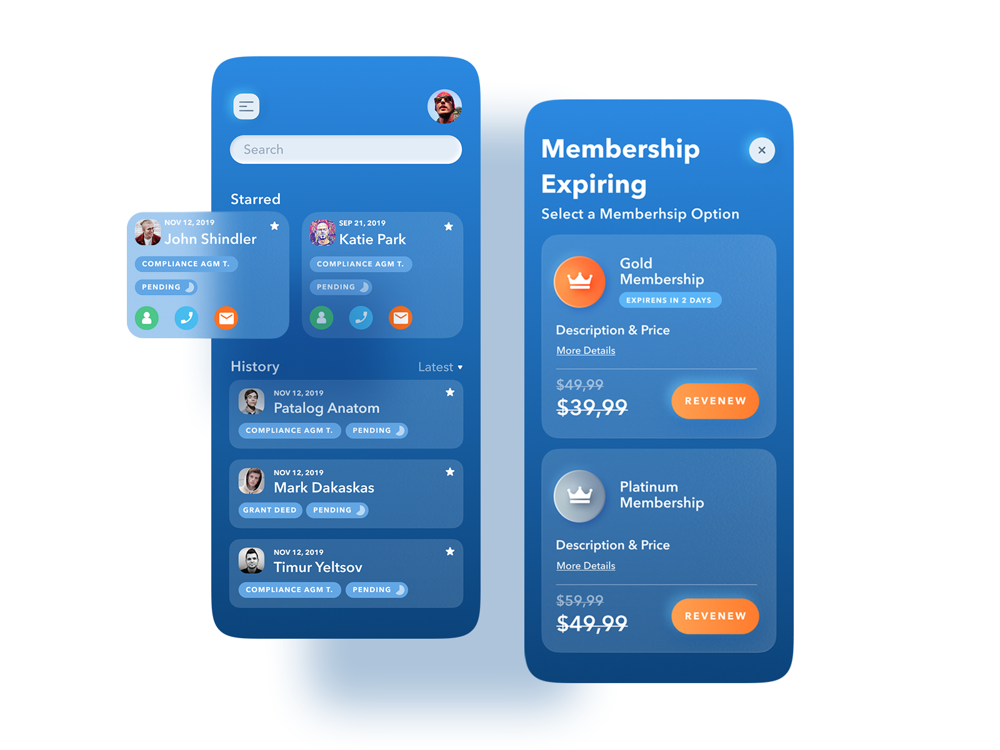 Search
Starred
NOV 12, 2019
John Shindler
COMPLIANCE AGM T.
PENDING
SEP 21, 2019
Katie Park
COMPLIANCE AGM T.
PENDING
History
Latest
NOV 12, 2019
Patalog Anatom
COMPLIANCE AGM T.
PENDING
NOV 12, 2019
Mark Dakaskas
GRANT DEED
PENDING
NOV 12, 2019
Timur Yeltsov
COMPLIANCE AGM T.
PENDING
Membership
Expiring
Select a Memberhsip Option
Gold
Membership
EXPIRENS IN 2 DAYS
Description & Price
More Details
$49,99
$39,99
REVENEW
Platinum
Membership
Description & Price
More Details
$59,99
$49,99
REVENEW